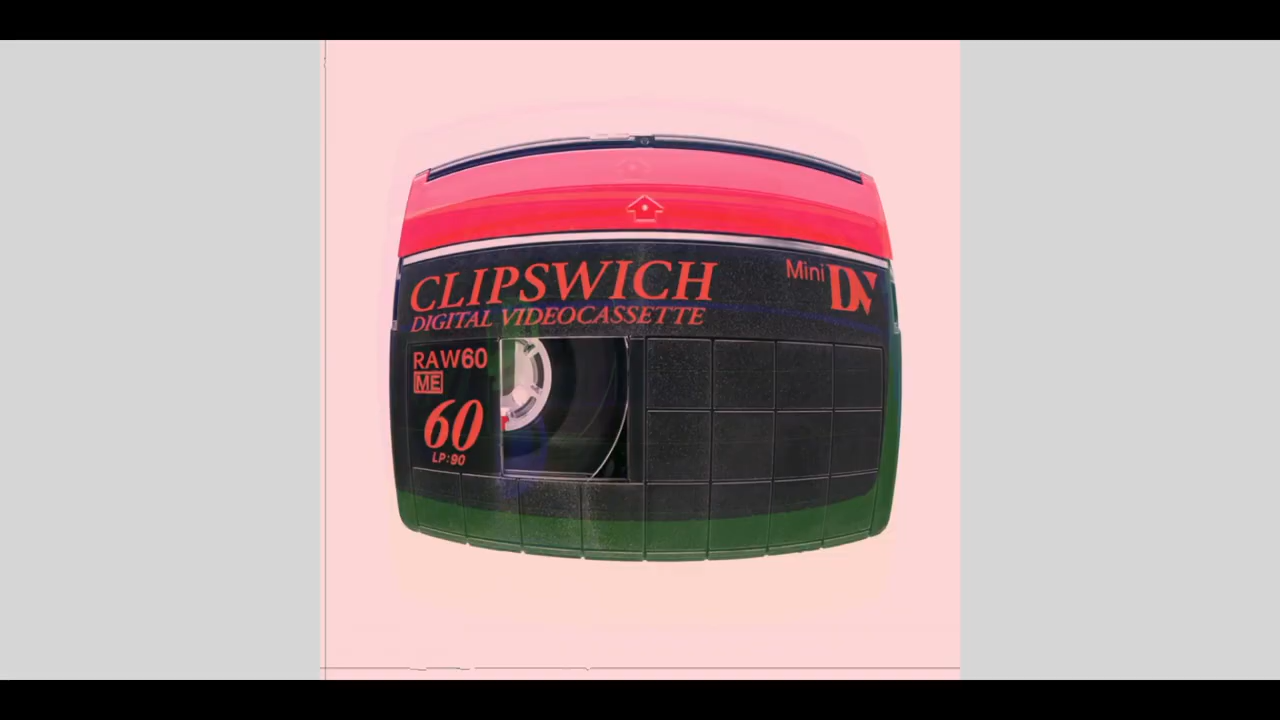 CLIPSWICH
Mini DV
DIGITAL VIDEOCASSETTE
RAW60
ME
60
LP:90